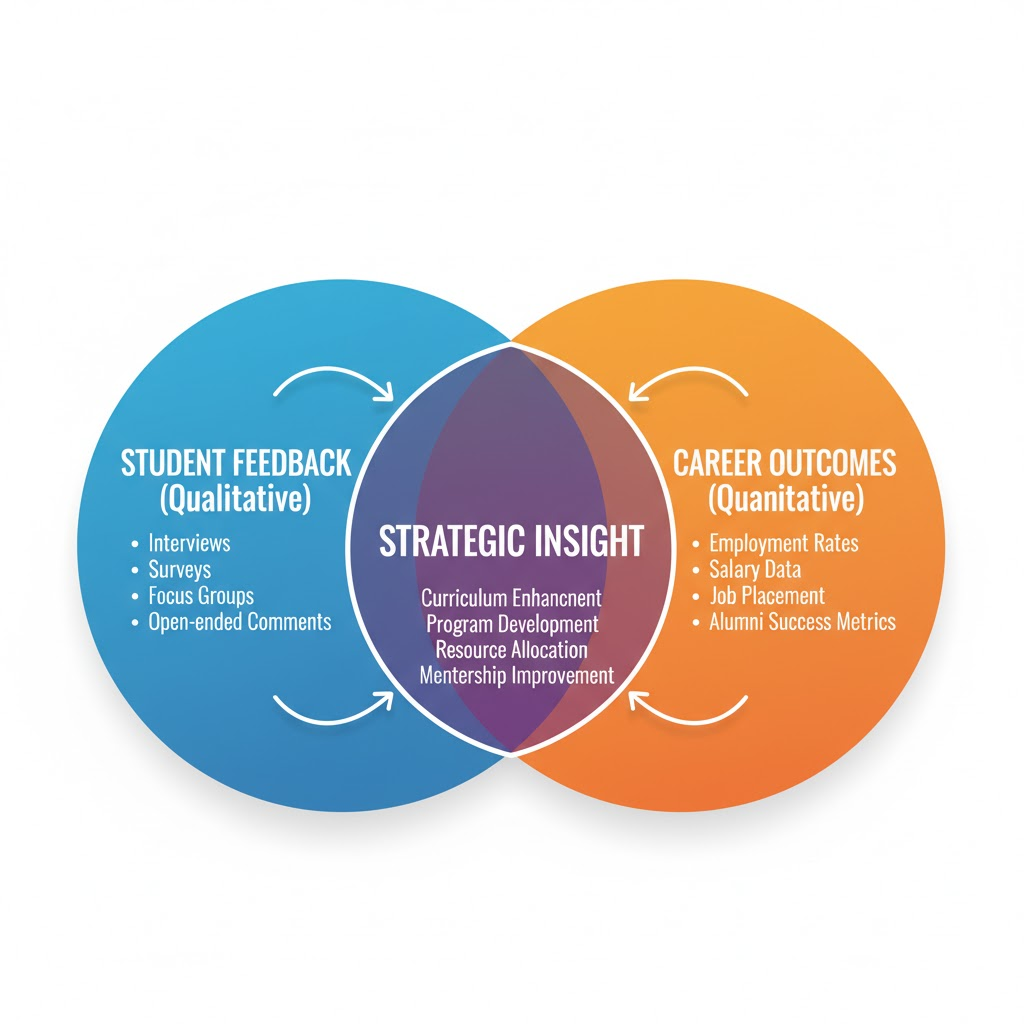 STUDENT FEEDBACK
(Qualitative)
• Interviews
• Surveys
• Focus Groups
• Open-ended Comments
STRATEGIC INSIGHT
Curriculum Enhancnent
Program Development
Resource Allocation
Mentership Improvement
CAREER OUTCOMES
(Quanitative)
• Employment Rates
• Salary Data
• Job Placement
• Alumni Success Metrics